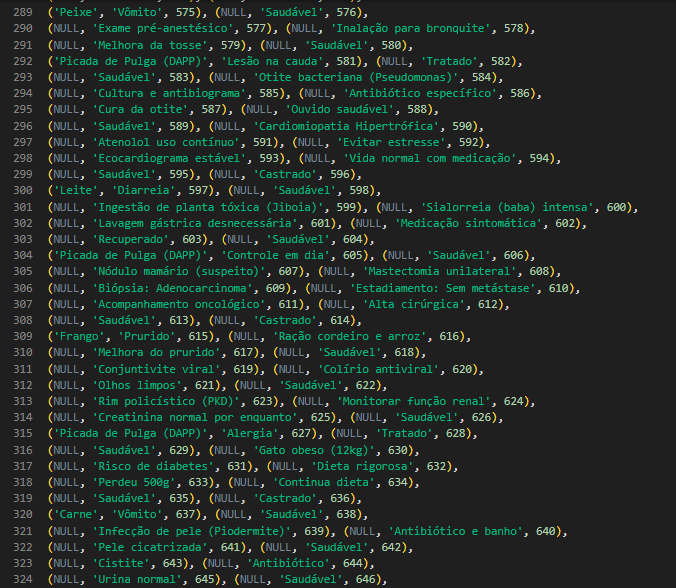 289 ('Peixe', 'Vômito', 575), (NULL, 'Saudável', 576),
290 (NULL, 'Exame pré-anestésico', 577), (NULL, 'Inalação para bronquite', 578),
291 (NULL, 'Melhora da tosse', 579), (NULL, 'Saudável', 580),
292 ('Picada de Pulga (DAPP)', 'Lesão na cauda', 581), (NULL, 'Tratado', 582),
293 (NULL, 'Saudável', 583), (NULL, 'Otite bacteriana (Pseudomonas)', 584),
294 (NULL, 'Cultura e antibiograma', 585), (NULL, 'Antibiótico específico', 586),
295 (NULL, 'Cura da otite', 587), (NULL, 'Ouvido saudável', 588),
296 (NULL, 'Saudável', 589), (NULL, 'Cardiomiopatia Hipertrófica', 590),
297 (NULL, 'Atenolol uso contínuo', 591), (NULL, 'Evitar estresse', 592),
298 (NULL, 'Ecocardiograma estável', 593), (NULL, 'Vida normal com medicação', 594),
299 (NULL, 'Saudável', 595), (NULL, 'Castrado', 596),
300 ('Leite', 'Diarreia', 597), (NULL, 'Saudável', 598),
301 (NULL, 'Ingestão de planta tóxica (Jiboia)', 599), (NULL, 'Sialorreia (baba) intensa', 600),
302 (NULL, 'Lavagem gástrica desnecessária', 601), (NULL, 'Medicação sintomática', 602),
303 (NULL, 'Recuperado', 603), (NULL, 'Saudável', 604),
304 ('Picada de Pulga (DAPP)', 'Controle em dia', 605), (NULL, 'Saudável', 606),
305 (NULL, 'Nódulo mamário (suspeito)', 607), (NULL, 'Mastectomia unilateral', 608),
306 (NULL, 'Biópsia: Adenocarcinoma', 609), (NULL, 'Estadiamento: Sem metástase', 610),
307 (NULL, 'Acompanhamento oncológico', 611), (NULL, 'Alta cirúrgica', 612),
308 (NULL, 'Saudável', 613), (NULL, 'Castrado', 614),
309 ('Frango', 'Prurido', 615), (NULL, 'Ração cordeiro e arroz', 616),
310 (NULL, 'Melhora do prurido', 617), (NULL, 'Saudável', 618),
311 (NULL, 'Conjuntivite viral', 619), (NULL, 'Colírio antiviral', 620),
312 (NULL, 'Olhos limpos', 621), (NULL, 'Saudável', 622),
313 (NULL, 'Rim policístico (PKD)', 623), (NULL, 'Monitorar função renal', 624),
314 (NULL, 'Creatinina normal por enquanto', 625), (NULL, 'Saudável', 626),
315 ('Picada de Pulga (DAPP)', 'Alergia', 627), (NULL, 'Tratado', 628),
316 (NULL, 'Saudável', 629), (NULL, 'Gato obeso (12kg)', 630),
317 (NULL, 'Risco de diabetes', 631), (NULL, 'Dieta rigorosa', 632),
318 (NULL, 'Perdeu 500g', 633), (NULL, 'Continua dieta', 634),
319 (NULL, 'Saudável', 635), (NULL, 'Castrado', 636),
320 ('Carne', 'Vômito', 637), (NULL, 'Saudável', 638),
321 (NULL, 'Infecção de pele (Piodermite)', 639), (NULL, 'Antibiótico e banho', 640),
322 (NULL, 'Pele cicatrizada', 641), (NULL, 'Saudável', 642),
323 (NULL, 'Cistite', 643), (NULL, 'Antibiótico', 644),
324 (NULL, 'Urina normal', 645), (NULL, 'Saudável', 646),